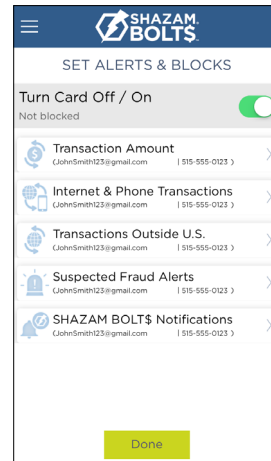 SHAZAM.
BOLT$.
SET ALERTS & BLOCKS
Turn Card Off / On
Not blocked
Transaction Amount
(JohnSmith123@gmail.com | 515-555-0123 )
Internet & Phone Transactions
(JohnSmith123@gmail.com | 515-555-0123 )
Transactions Outside U.S.
(JohnSmith123@gmail.com | 515-555-0123 )
Suspected Fraud Alerts
(JohnSmith123@gmail.com | 515-555-0123 )
SHAZAM BOLT$ Notifications
(JohnSmith123@gmail.com | 515-555-0123 )
Done